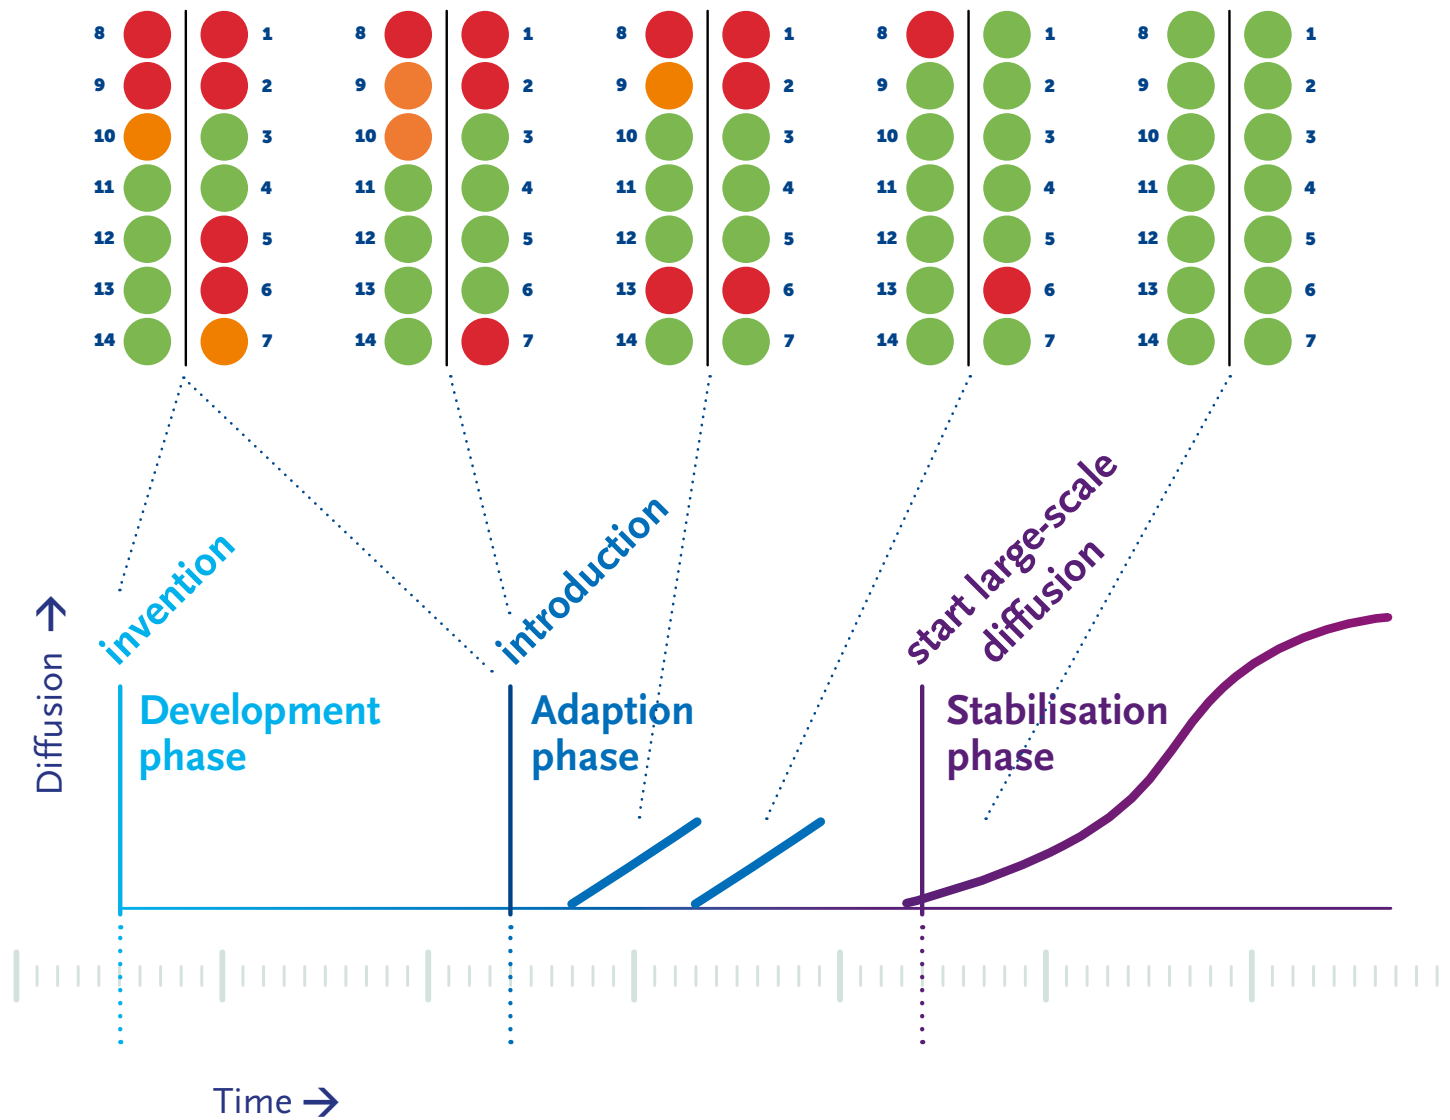 8 1 8 1 8 1 8 1 8 1
9 2 9 2 9 2 9 2 9 2
10 3 10 3 10 3 10 3 10 3
11 4 11 4 11 4 11 4 11 4
12 5 12 5 12 5 12 5 12 5
13 6 13 6 13 6 13 6 13 6
14 7 14 7 14 7 14 7 14 7
invention
introduction
start large-scale
diffusion
Development
phase
Adaption
phase
Stabilisation
phase
Diffusion →
Time →